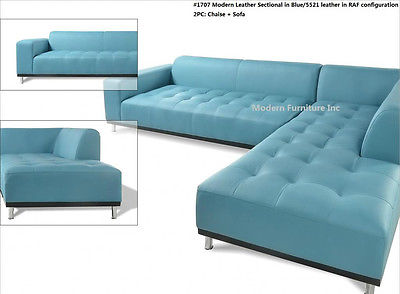 #1707 Modern Leather Sectional in Blue/5521 leather in RAF configuration
2PC: Chaise + Sofa
Modern Furniture Inc